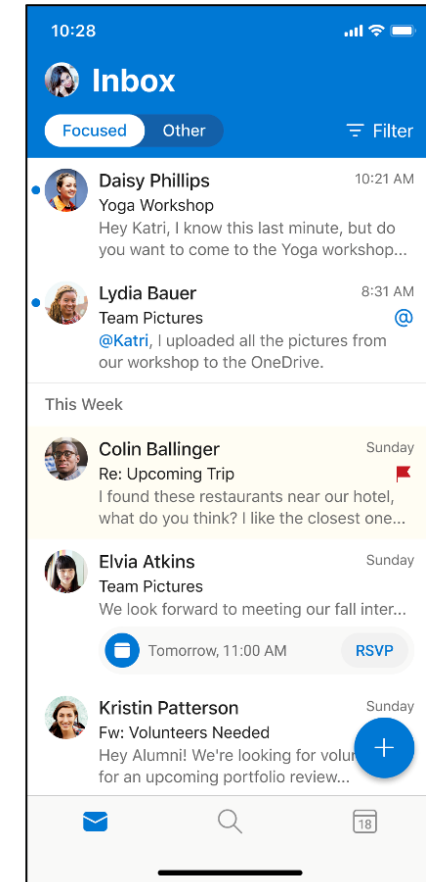 10:28
Inbox
Focused Other Filter
Daisy Phillips 10:21 AM
Yoga Workshop
Hey Katri, I know this last minute, but do
you want to come to the Yoga workshop...
Lydia Bauer 8:31 AM
Team Pictures @
@Katri, I uploaded all the pictures from
our workshop to the OneDrive.
This Week
Colin Ballinger Sunday
Re: Upcoming Trip
I found these restaurants near our hotel,
what do you think? I like the closest one...
Elvia Atkins Sunday
Team Pictures
We look forward to meeting our fall inter...
Tomorrow, 11:00 AM RSVP
Kristin Patterson Sunday
Fw: Volunteers Needed
Hey Alumni! We're looking for
for an upcoming portfolio review...
18